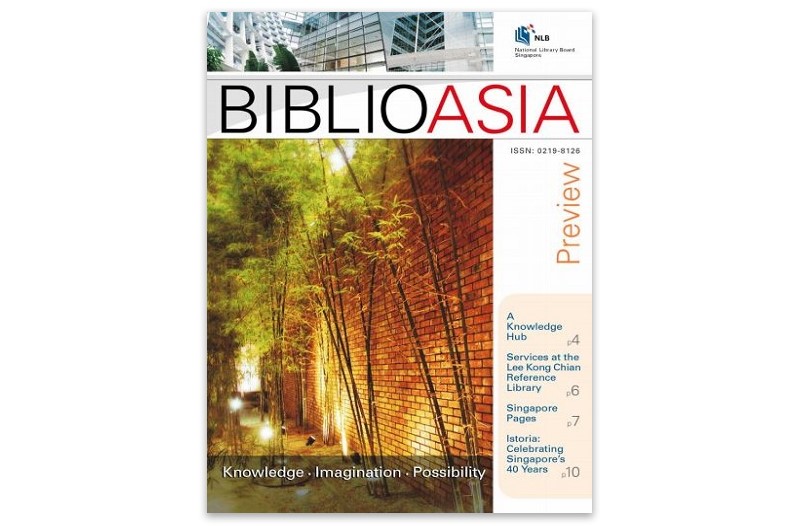 NLB
National Library Board
Singapore
BIBLIOASIA
ISSN: 0219-8126
Preview
A
Knowledge
Hub
p4
Services at the
Lee Kong Chian
Reference
Library
p6
Singapore
Pages
p7
Istoria:
Celebrating
Singapore's
40 Years
p10
Knowledge · Imagination · Possibility